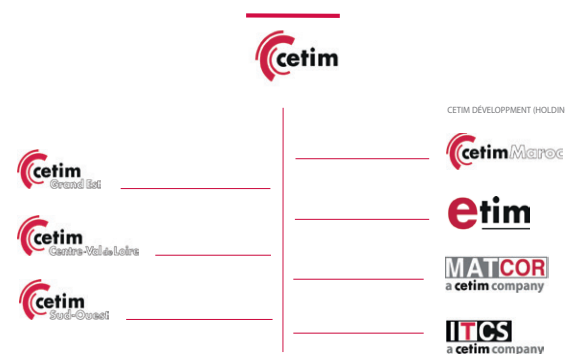 cetim
CETIM DÉVELOPPMENT (HOLDIN
cetim Maroc
cetim
Grand Est
etim
cetim
Centre-Val de Loire
MATCOR
a cetim company
cetim
Sud-Ouest
ITCS
a cetim company